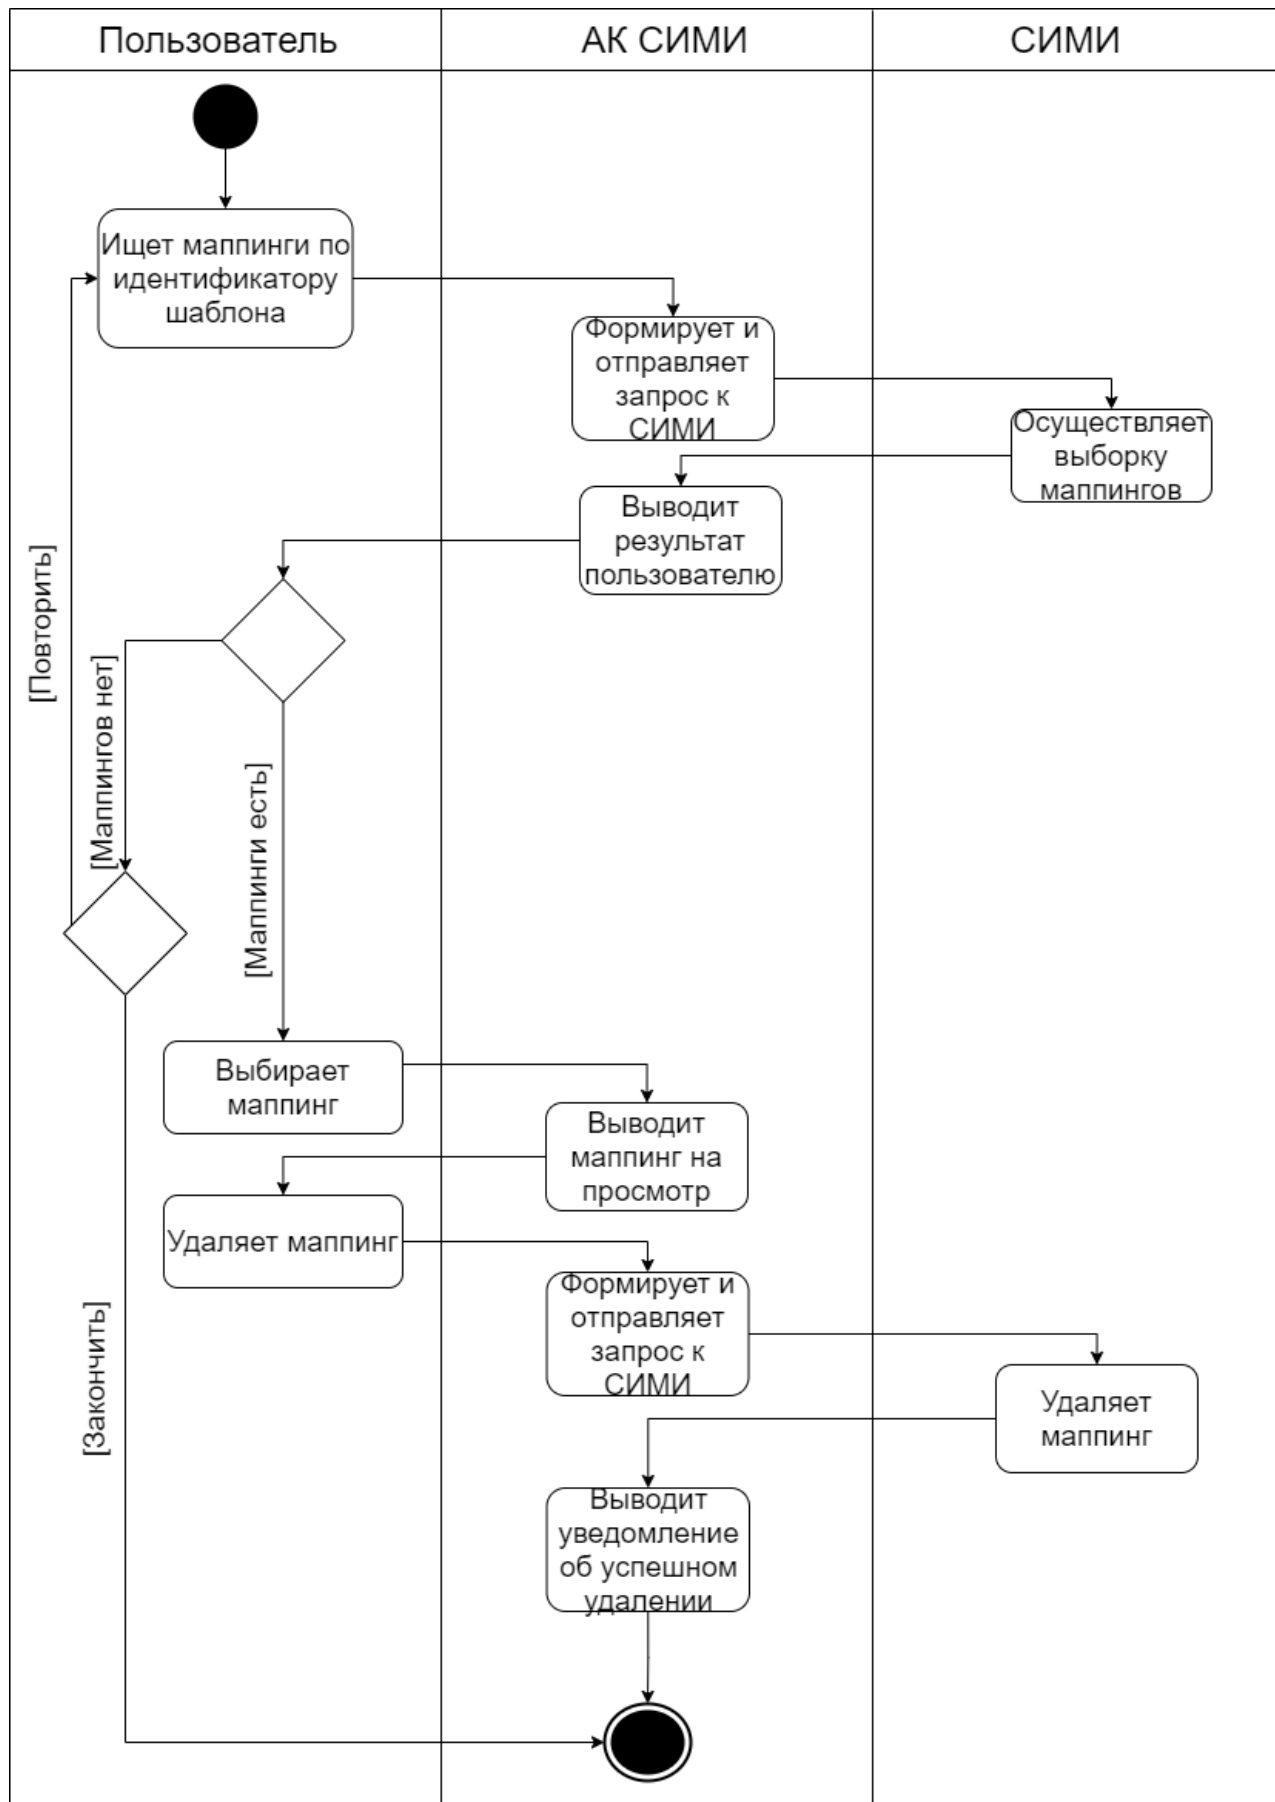 Пользователь
АК СИМИ
СИМИ
Ищет маппинги по
идентификатору
шаблона
Формирует и
отправляет
запрос к
СИМИ
Осуществляет
выборку
маппингов
Выводит
результат
пользователю
[Повторить]
[Маппингов нет]
[Маппинги есть]
Выбирает
маппинг
Выводит
маппинг на
просмотр
Удаляет маппинг
Формирует и
отправляет
запрос к
СИМИ
[Закончить]
Удаляет
маппинг
Выводит
уведомление
об успешном
удалении